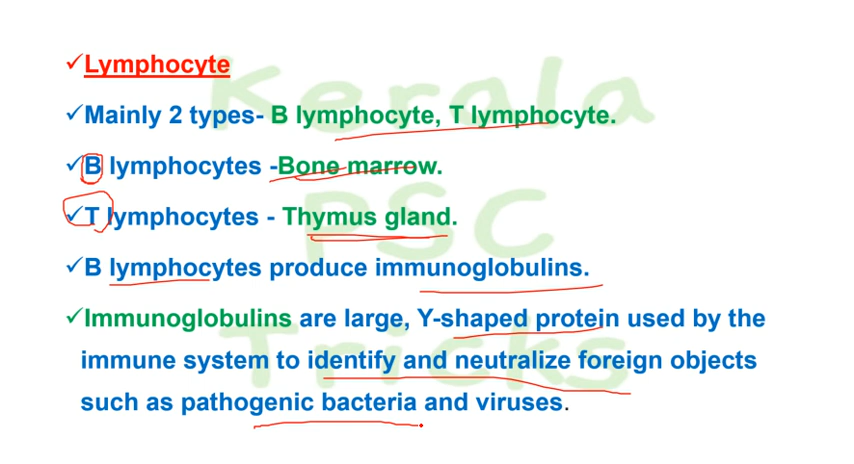 ✓Lymphocyte
✓Mainly 2 types- B lymphocyte, T lymphocyte.
✓B lymphocytes -Bone marrow.
✓T lymphocytes - Thymus gland.
✓B lymphocytes produce immunoglobulins.
✓Immunoglobulins are large, Y-shaped protein used by the
immune system to identify and neutralize foreign objects
such as pathogenic bacteria and viruses.
Kerala
PSC
Tricks